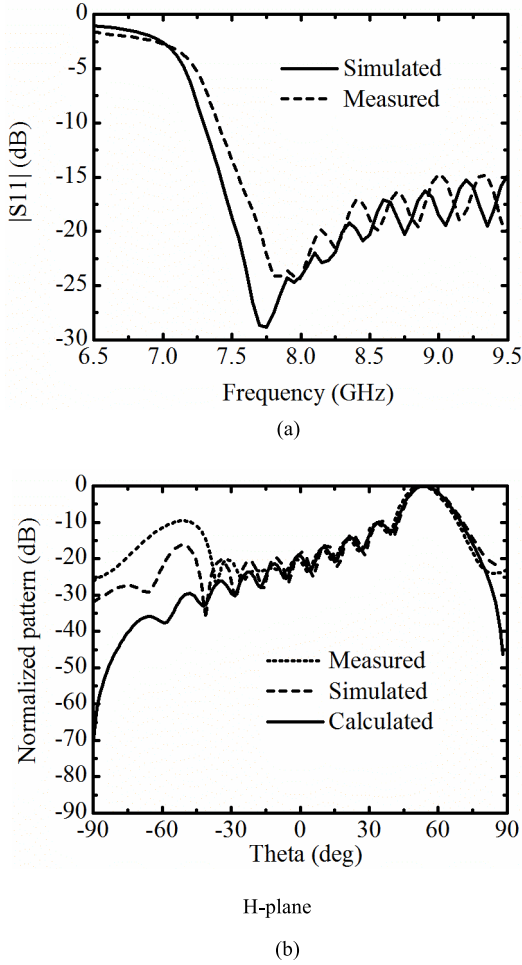 0
-5
-10
-15
-20
-25
-30
|S11| (dB)
Simulated
Measured
6.5 7.0 7.5 8.0 8.5 9.0 9.5
Frequency (GHz)
(a)
0
-10
-20
-30
-40
-50
-60
-70
-80
-90
Normalized pattern (dB)
Measured
Simulated
Calculated
-90 -60 -30 0 30 60 90
Theta (deg)
H-plane
(b)